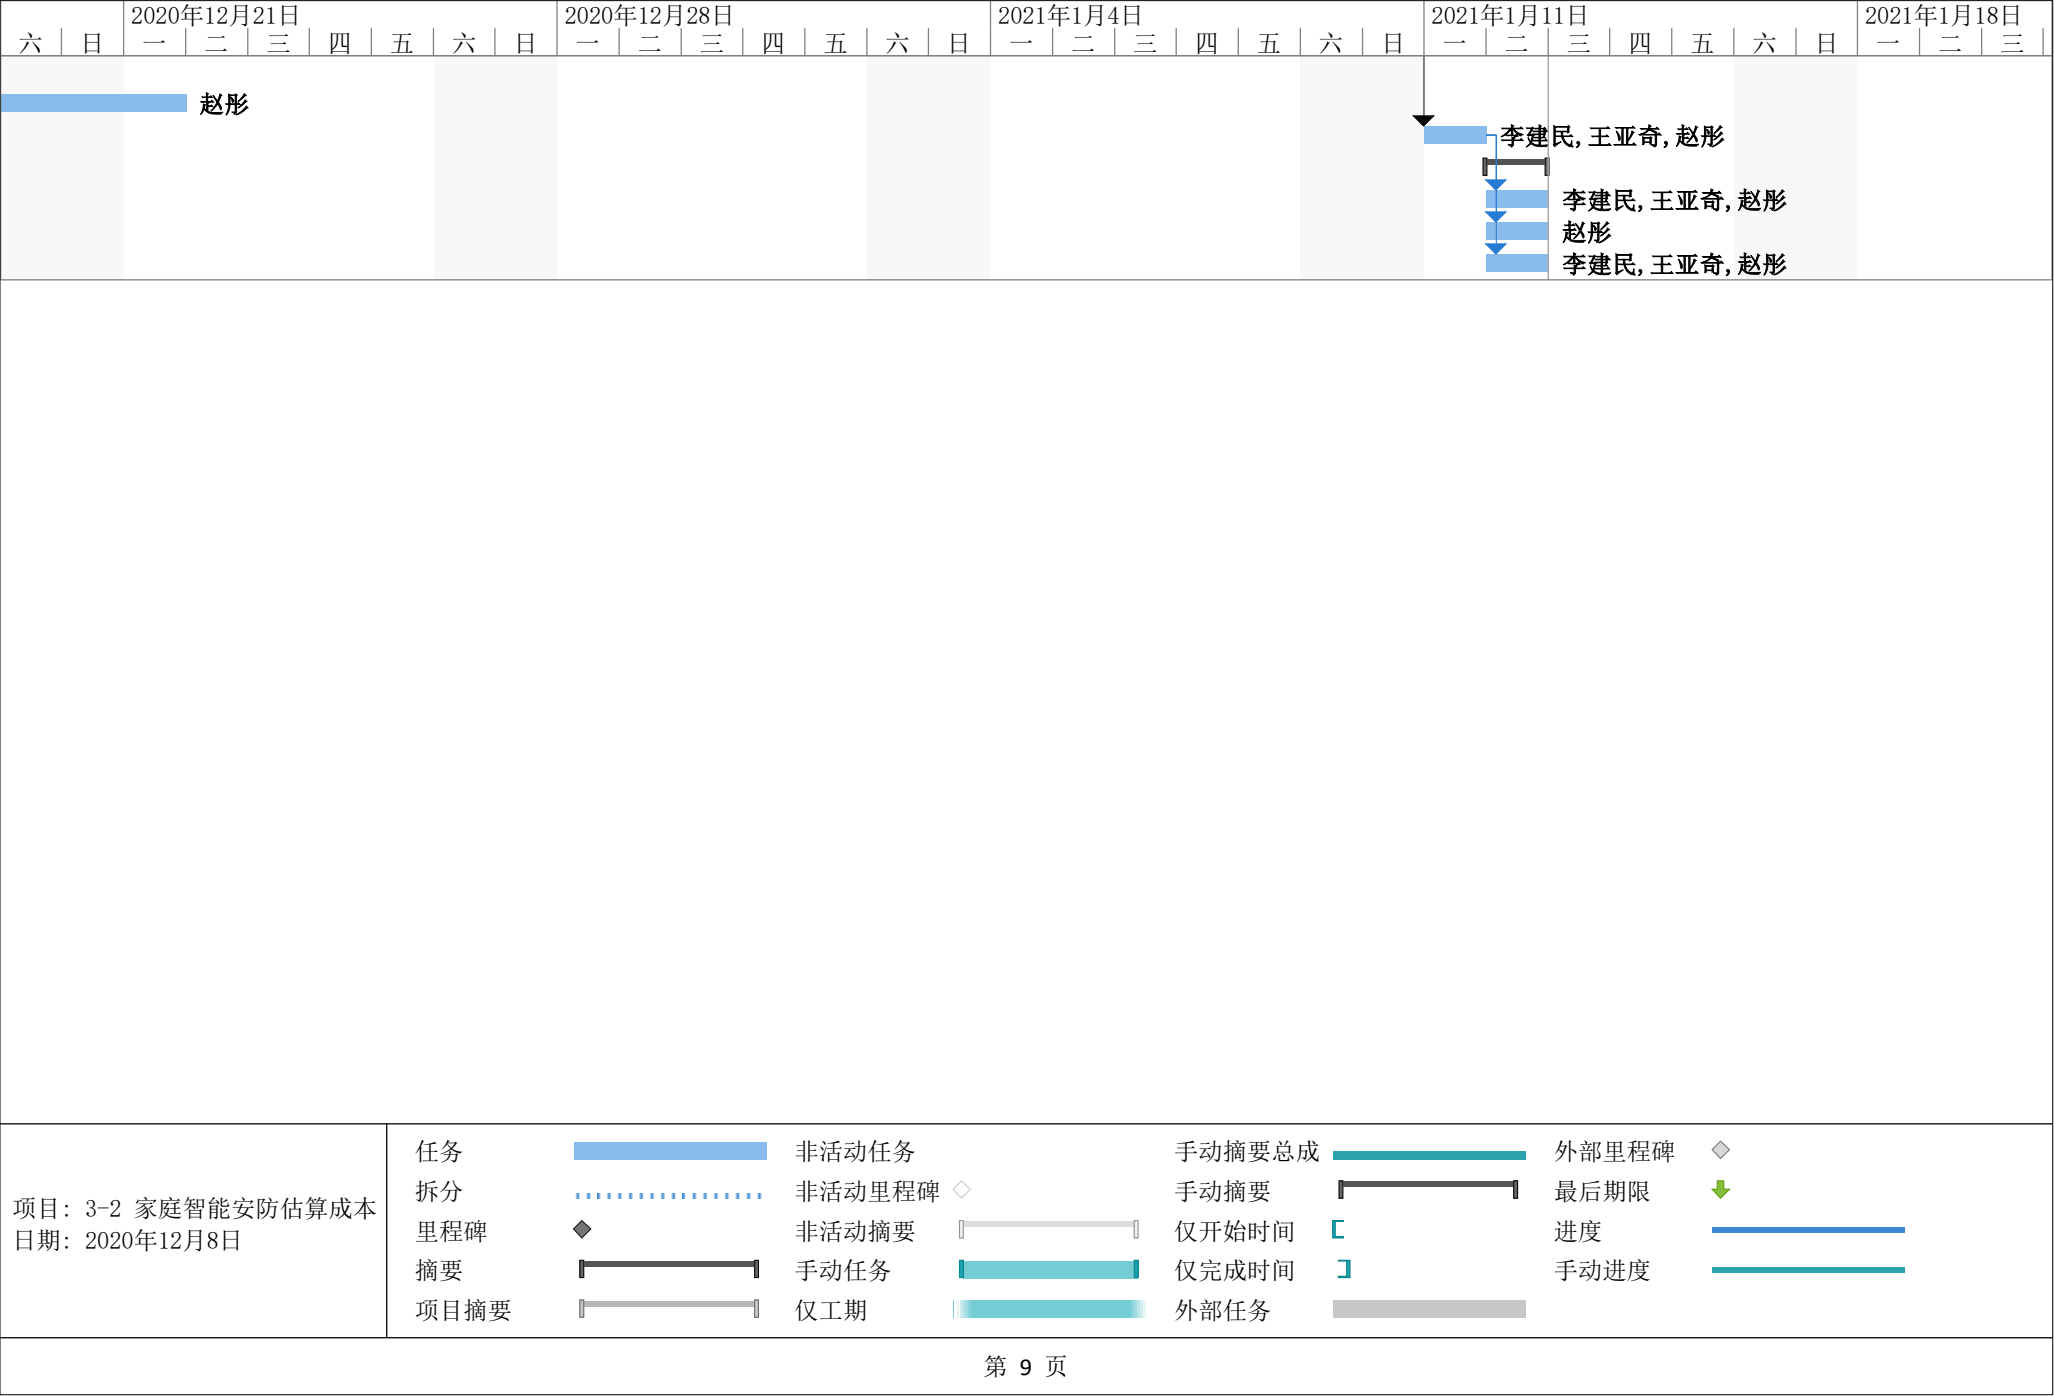 2020年12月21日 2020年12月28日 2021年1月4日 2021年1月11日 2021年1月18日
六 日 一 二 三 四 五 六 日 一 二 三 四 五 六 日 一 二 三 四 五 六 日 一 二 三 四 五 六 日 一 二 三
赵彤
李建民,王亚奇,赵彤
李建民,王亚奇,赵彤
赵彤
李建民,王亚奇,赵彤
项目: 3-2 家庭智能安防估算成本
日期: 2020年12月8日
任务
拆分
里程碑
摘要
项目摘要
非活动任务
非活动里程碑
非活动摘要
手动任务
仅工期
手动摘要总成
手动摘要
仅开始时间
仅完成时间
外部任务
外部里程碑
最后期限
进度
手动进度
第 9 页